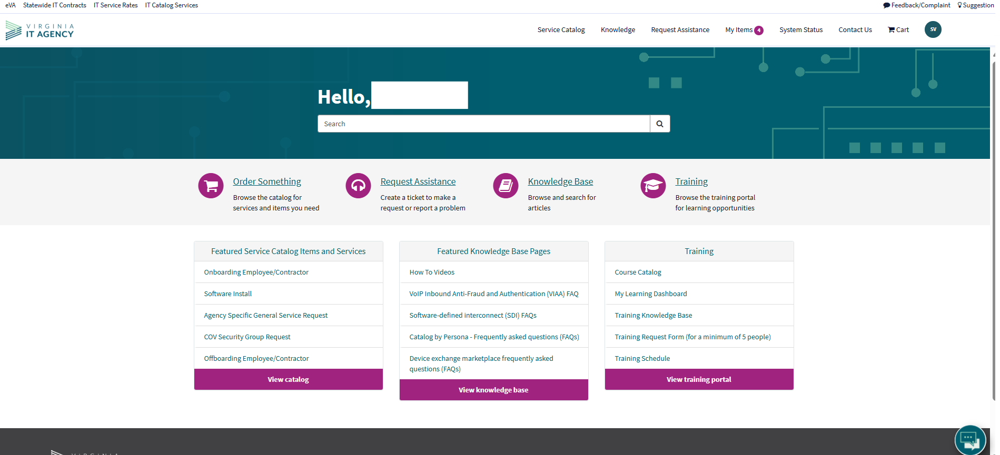 eVA Statewide IT Contracts IT Service Rates IT Catalog Services Feedback/Complaint Suggestion
VIRGINIA
IT AGENCY
Service Catalog Knowledge Request Assistance My Items 4 System Status Contact Us Cart SV
Hello,
Search
Order Something
Browse the catalog for
services and items you need
Request Assistance
Create a ticket to make a
request or report a problem
Knowledge Base
Browse and search for
articles
Training
Browse the training portal
for learning opportunities
Featured Service Catalog Items and Services
Onboarding Employee/Contractor
Software Install
Agency Specific General Service Request
COV Security Group Request
Offboarding Employee/Contractor
View catalog
Featured Knowledge Base Pages
How To Videos
VoIP Inbound Anti-Fraud and Authentication (VIAA) FAQ
Software-defined interconnect (SDI) FAQs
Catalog by Persona - Frequently asked questions (FAQs)
Device exchange marketplace frequently asked
questions (FAQs)
View knowledge base
Training
Course Catalog
My Learning Dashboard
Training Knowledge Base
Training Request Form (for a minimum of 5 people)
Training Schedule
View training portal